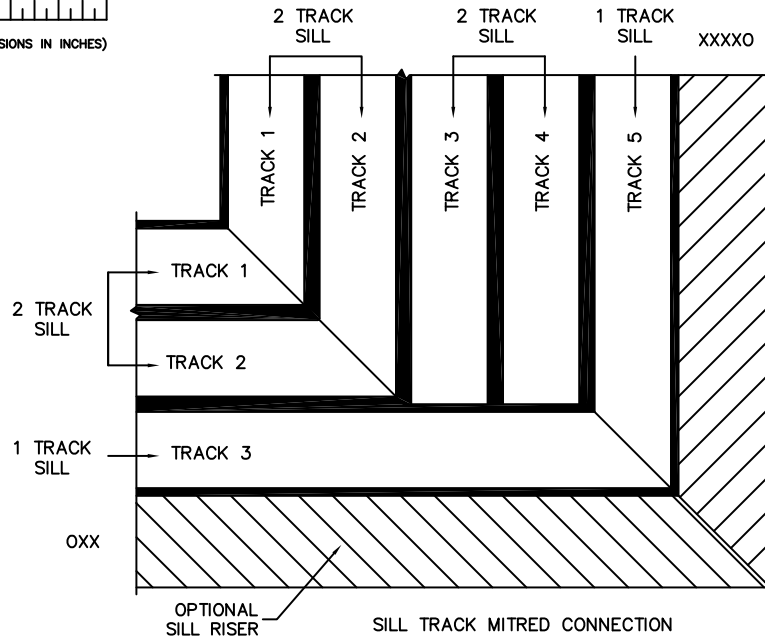 SIONS IN INCHES)
2 TRACK
SILL
2 TRACK
SILL
1 TRACK
SILL
XXXXO
TRACK 1
TRACK 2
TRACK 3
TRACK 4
TRACK 5
TRACK 1
2 TRACK
SILL
TRACK 2
1 TRACK
SILL
TRACK 3
OXX
OPTIONAL
SILL RISER
SILL TRACK MITRED CONNECTION